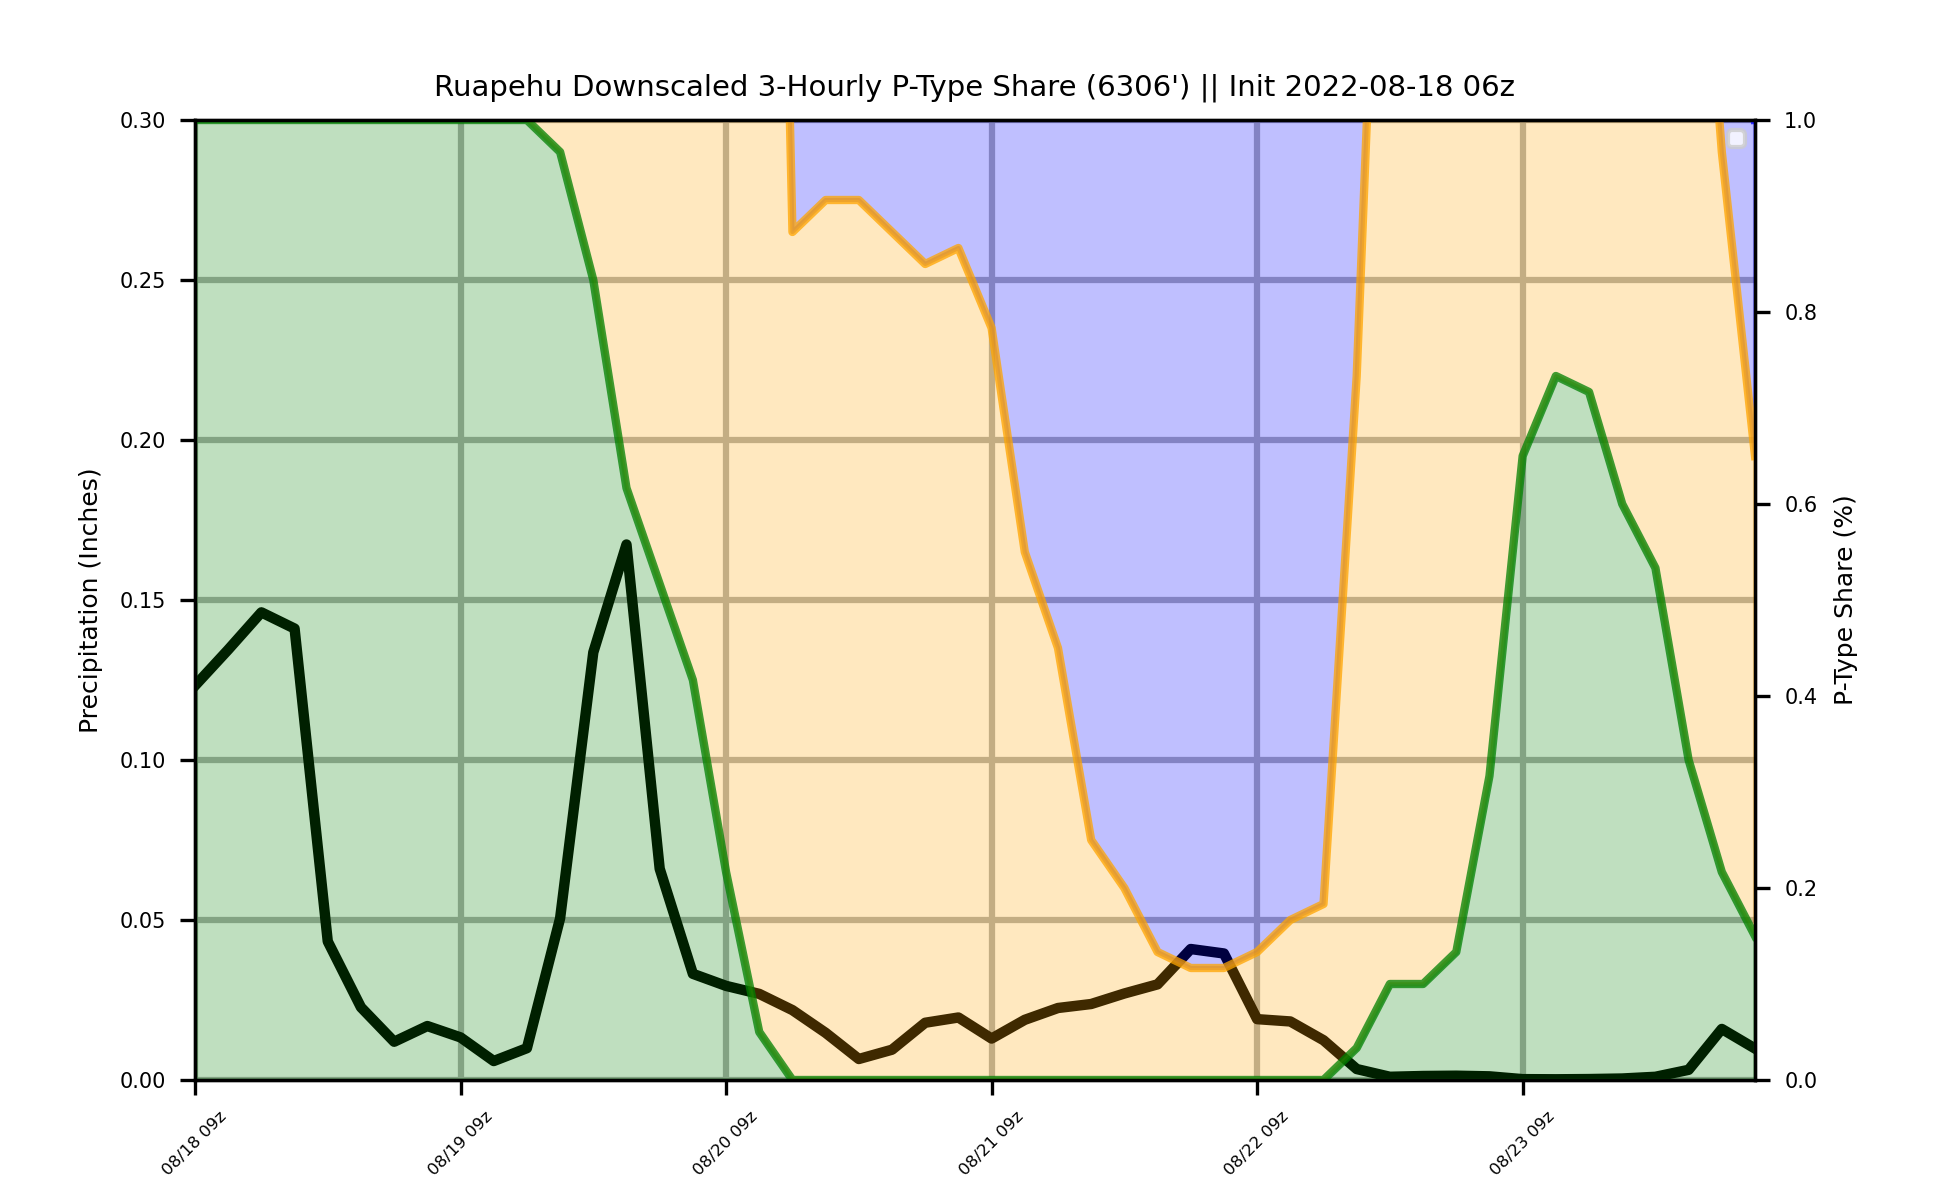 Ruapehu Downscaled 3-Hourly P-Type Share (6306') || Init 2022-08-18 06z
0.30
0.25
0.20
0.15
0.10
0.05
0.00
Precipitation (Inches)
1.0
0.8
0.6
0.4
0.2
0.0
P-Type Share (%)
08/18 09z
08/19 09z
08/20 09z
08/21 09z
08/22 09z
08/23 09z